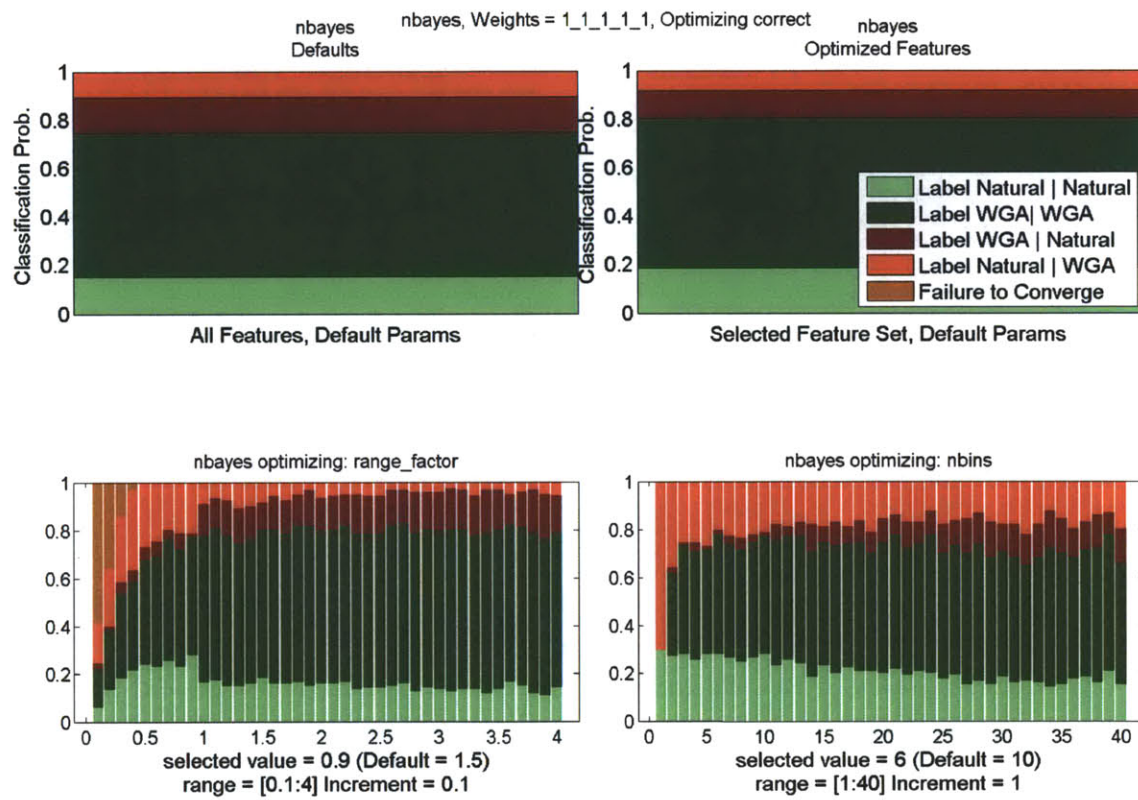 nbayes, Weights = 1_1_1_1_1, Optimizing correct
nbayes
Defaults
Classification Prob.
1
0.8
0.6
0.4
0.2
0
All Features, Default Params
nbayes
Optimized Features
Classification Prob.
1
0.8
0.6
0.4
0.2
0
Label Natural | Natural
Label WGA| WGA
Label WGA | Natural
Label Natural | WGA
Failure to Converge
Selected Feature Set, Default Params
nbayes optimizing: range_factor
1
0.8
0.6
0.4
0.2
0
0 0.5 1 1.5 2 2.5 3 3.5 4
selected value = 0.9 (Default = 1.5)
range = [0.1:4] Increment = 0.1
nbayes optimizing: nbins
1
0.8
0.6
0.4
0.2
0
0 5 10 15 20 25 30 35 40
selected value = 6 (Default = 10)
range = [1:40] Increment = 1